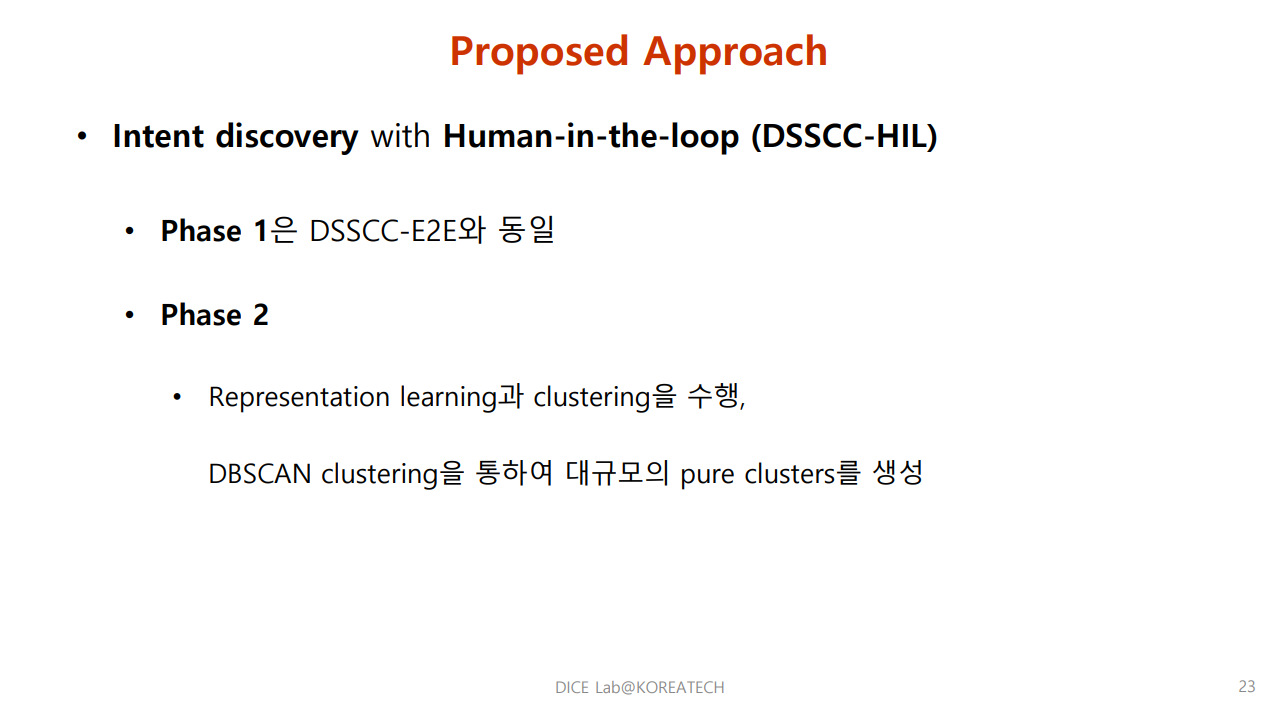 Proposed Approach
• Intent discovery with Human-in-the-loop (DSSCC-HIL)
• Phase 1은 DSSCC-E2E와 동일
• Phase 2
• Representation learning과 clustering을 수행,
DBSCAN clustering을 통하여 대규모의 pure clusters를 생성
DICE Lab@KOREATECH
23